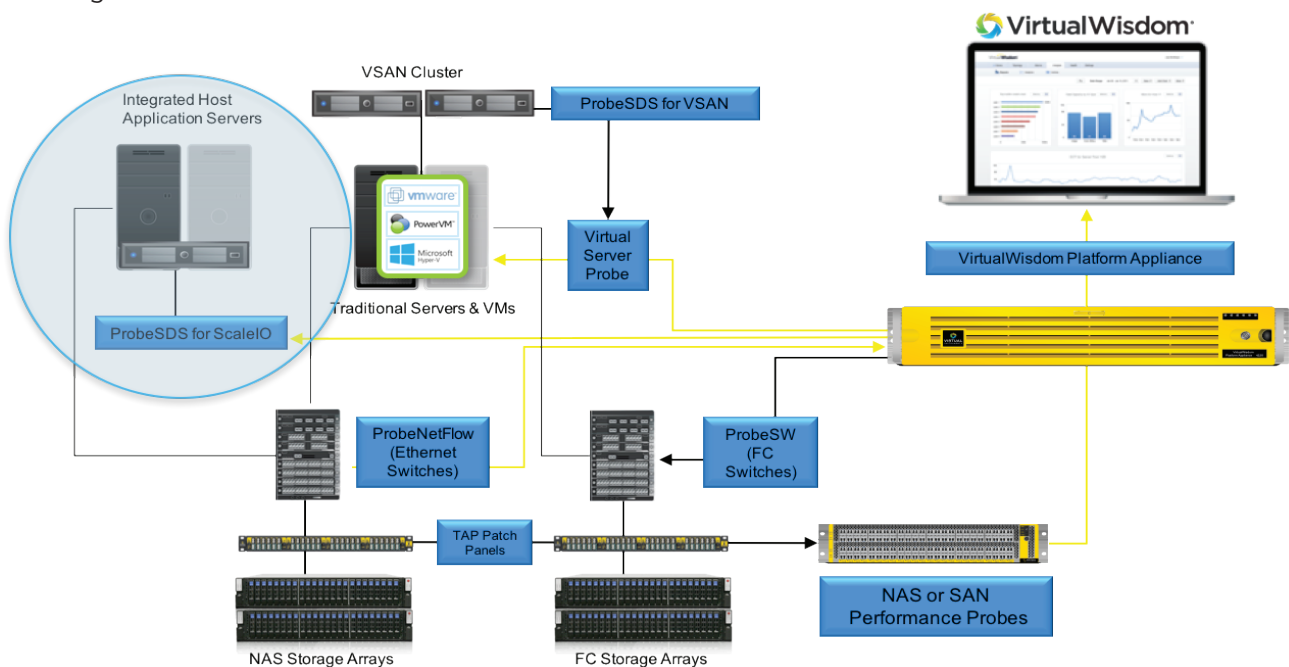 VirtualWisdom
VSAN Cluster
ProbeSDS for VSAN
Integrated Host
Application Servers
vmware
PowerVM
Microsoft
Hyper-V
Virtual
Server
Probe
VirtualWisdom Platform Appliance
Traditional Servers & VMs
ProbeSDS for ScaleIO
VIRTUAL
ProbeNetFlow
(Ethernet
Switches)
ProbeSW
(FC
Switches)
TAP Patch
Panels
NAS or SAN
Performance Probes
NAS Storage Arrays
FC Storage Arrays